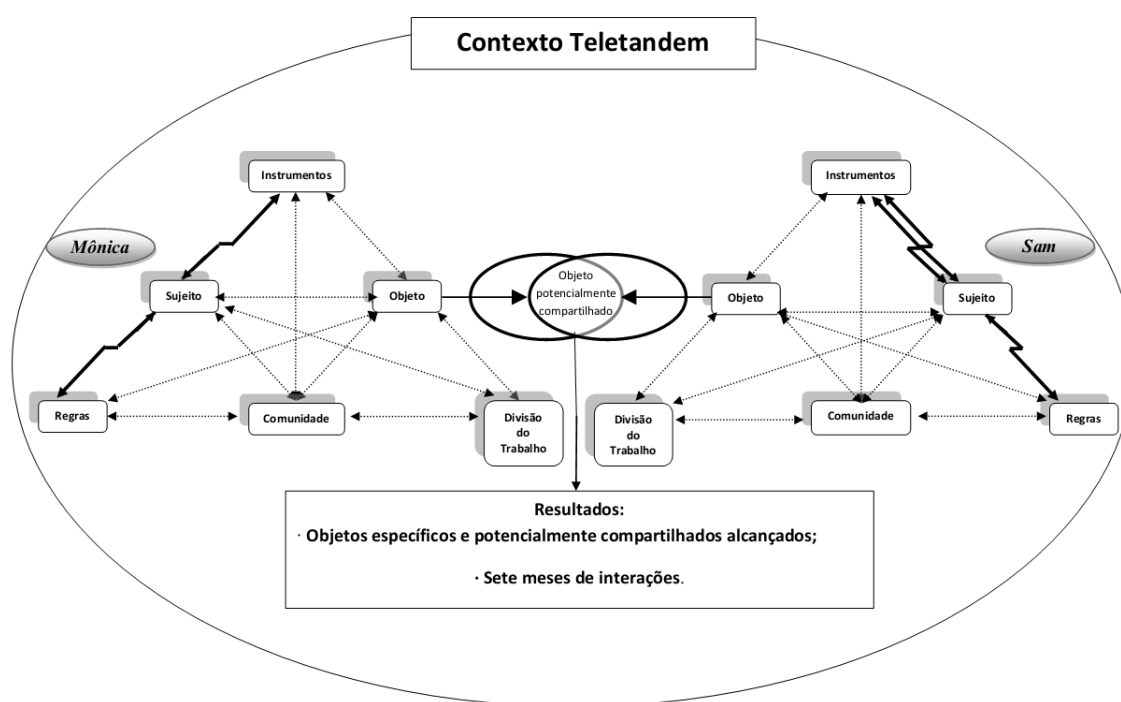 Contexto Teletandem
Instrumentos
Instrumentos
Mônica
Sam
Sujeito
Objeto
Objeto
potencialmente
compartilhado
Objeto
Sujeito
Regras
Comunidade
Divisão
do
Trabalho
Divisão
do
Trabalho
Comunidade
Regras
Resultados:
· Objetos específicos e potencialmente compartilhados alcançados;
· Sete meses de interações.